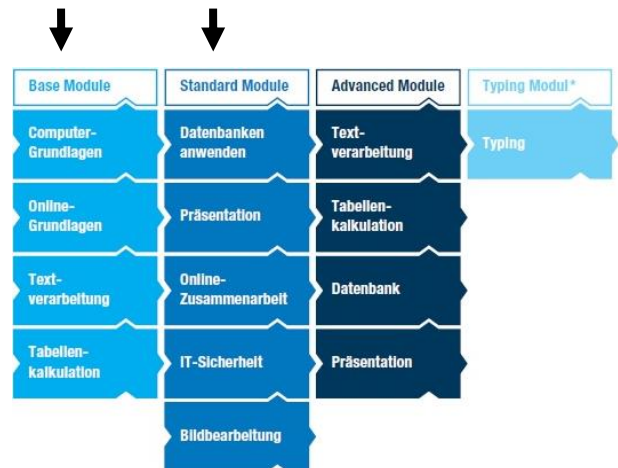 Base Module
Standard Module
Advanced Module
Typing Modul*
Computer-
Grundlagen
Datenbanken
anwenden
Text-
verarbeitung
Typing
Online-
Grundlagen
Präsentation
Tabellen-
kalkulation
Text-
verarbeitung
Online-
Zusammenarbeit
Datenbank
Tabellen-
kalkulation
IT-Sicherheit
Präsentation
Bildbearbeitung